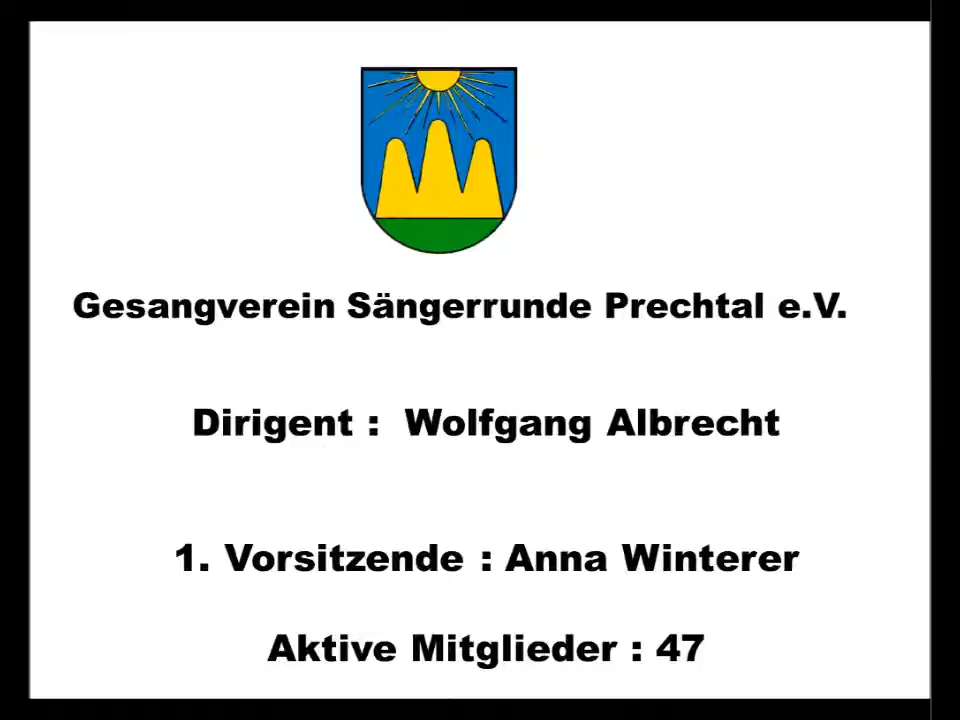 Gesangverein Sängerrunde Prechtal e.V.
Dirigent : Wolfgang Albrecht
1. Vorsitzende : Anna Winterer
Aktive Mitglieder : 47